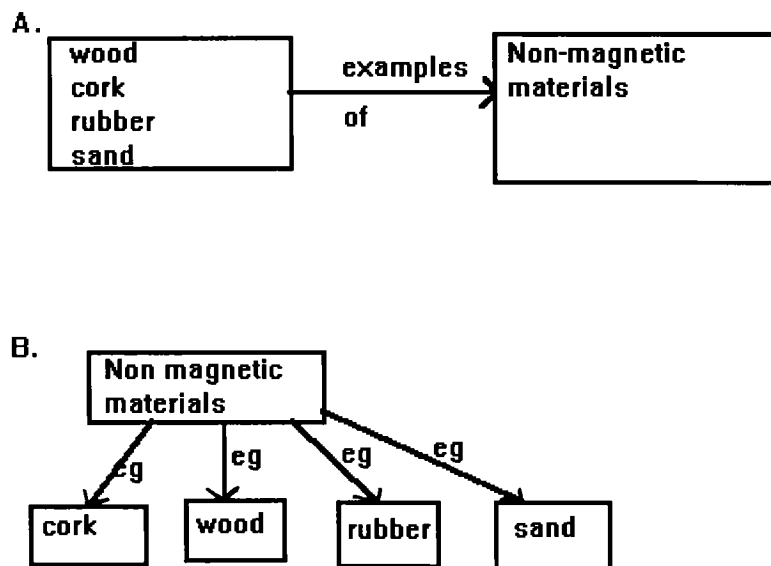 A.
wood
cork
rubber
sand
examples
of
Non-magnetic
materials
B.
Non magnetic
materials
eg
eg
eg
eg
cork
wood
rubber
sand